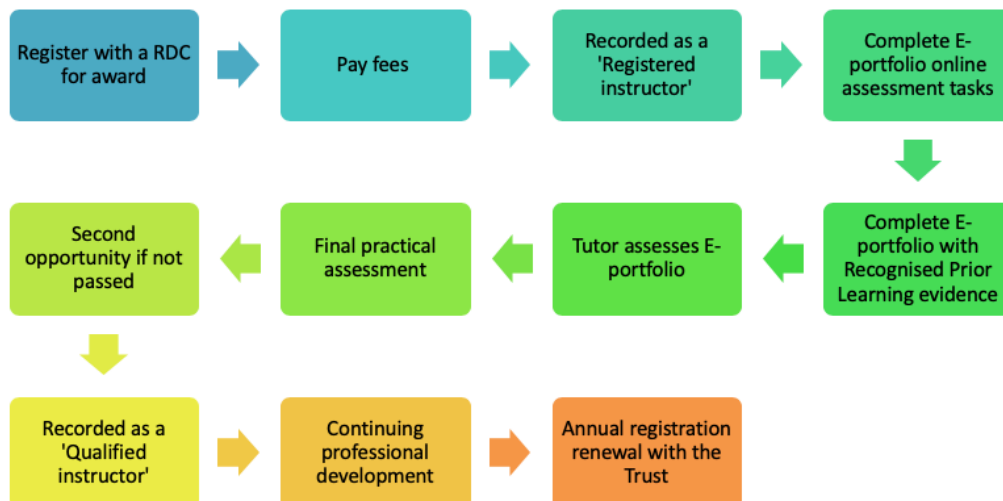 Register with a RDC
for award
Pay fees
Recorded as a
'Registered
instructor'
Complete E-
portfolio online
assessment tasks
Complete E-
portfolio with
Recognised Prior
Learning evidence
Tutor assesses E-
portfolio
Final practical
assessment
Second
opportunity if not
passed
Recorded as a
'Qualified
instructor'
Continuing
professional
development
Annual registration
renewal with the
Trust